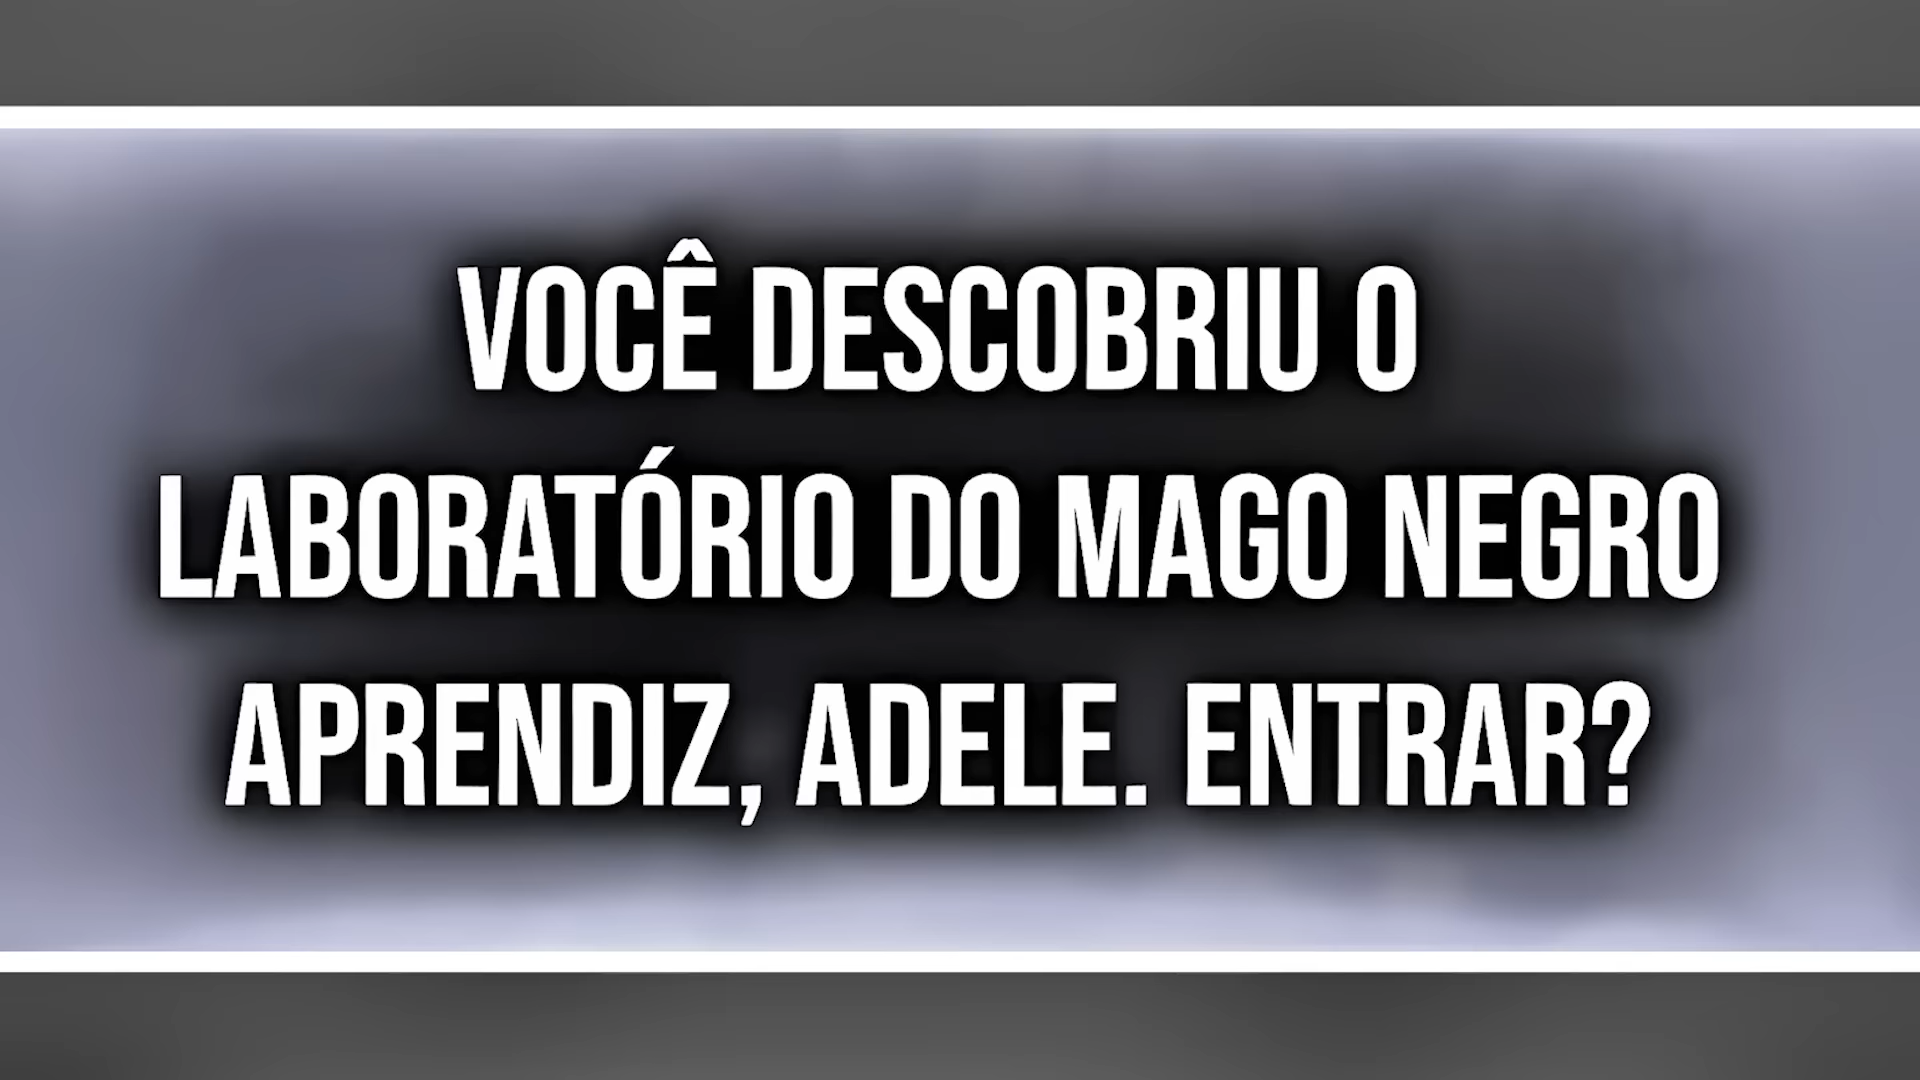 VOCÊ DESCOBRIU O
LABORATÓRIO DO MAGO NEGRO
APRENDIZ, ADELE. ENTRAR?